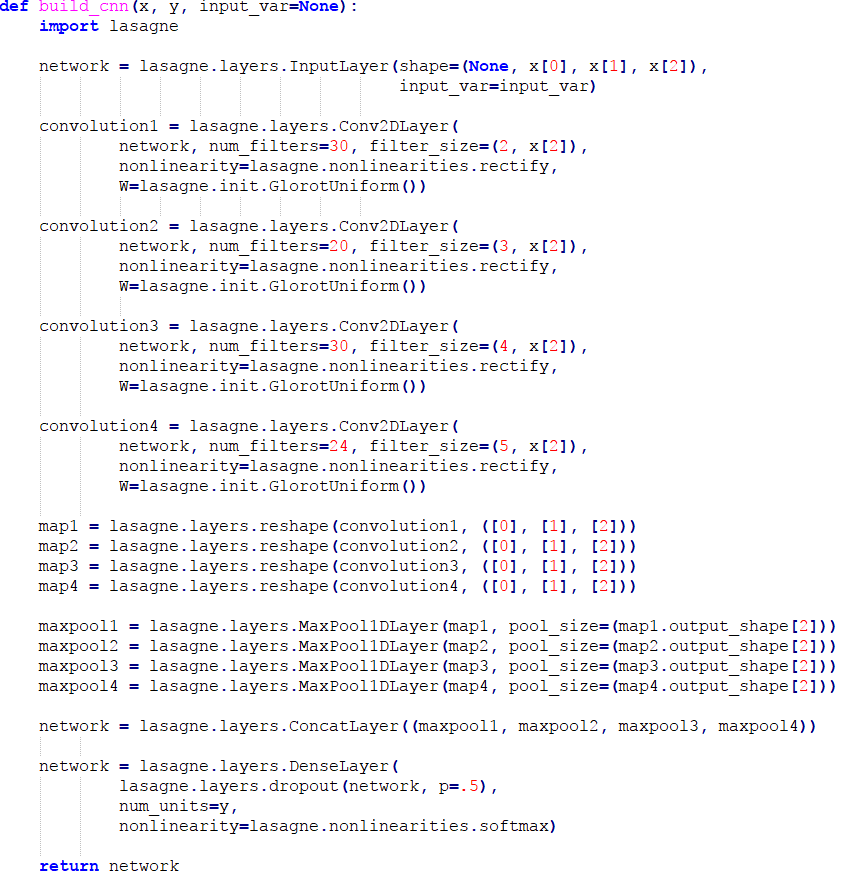 def build_cnn(x, y, input_var=None):
    import lasagne

    network = lasagne.layers.InputLayer(shape=(None, x[0], x[1], x[2]),
                                        input_var=input_var)

    convolution1 = lasagne.layers.Conv2DLayer(
            network, num_filters=30, filter_size=(2, x[2]),
            nonlinearity=lasagne.nonlinearities.rectify,
            W=lasagne.init.GlorotUniform())

    convolution2 = lasagne.layers.Conv2DLayer(
            network, num_filters=20, filter_size=(3, x[2]),
            nonlinearity=lasagne.nonlinearities.rectify,
            W=lasagne.init.GlorotUniform())

    convolution3 = lasagne.layers.Conv2DLayer(
            network, num_filters=30, filter_size=(4, x[2]),
            nonlinearity=lasagne.nonlinearities.rectify,
            W=lasagne.init.GlorotUniform())

    convolution4 = lasagne.layers.Conv2DLayer(
            network, num_filters=24, filter_size=(5, x[2]),
            nonlinearity=lasagne.nonlinearities.rectify,
            W=lasagne.init.GlorotUniform())

    map1 = lasagne.layers.reshape(convolution1, ([0], [1], [2]))
    map2 = lasagne.layers.reshape(convolution2, ([0], [1], [2]))
    map3 = lasagne.layers.reshape(convolution3, ([0], [1], [2]))
    map4 = lasagne.layers.reshape(convolution4, ([0], [1], [2]))

    maxpool1 = lasagne.layers.MaxPool1DLayer(map1, pool_size=(map1.output_shape[2]))
    maxpool2 = lasagne.layers.MaxPool1DLayer(map2, pool_size=(map2.output_shape[2]))
    maxpool3 = lasagne.layers.MaxPool1DLayer(map3, pool_size=(map3.output_shape[2]))
    maxpool4 = lasagne.layers.MaxPool1DLayer(map4, pool_size=(map4.output_shape[2]))

    network = lasagne.layers.ConcatLayer((maxpool1, maxpool2, maxpool3, maxpool4))

    network = lasagne.layers.DenseLayer(
            lasagne.layers.dropout(network, p=.5),
            num_units=y,
            nonlinearity=lasagne.nonlinearities.softmax)

    return network